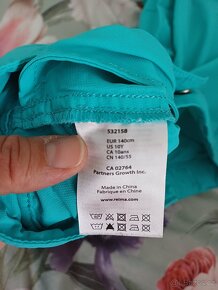 532158
EUR 140cm
US 10Y
CA 10ans
CN 140/55
CA 02764
Partners Growth Inc.
Made in China
Fabriqué en Chine
www.reima.com